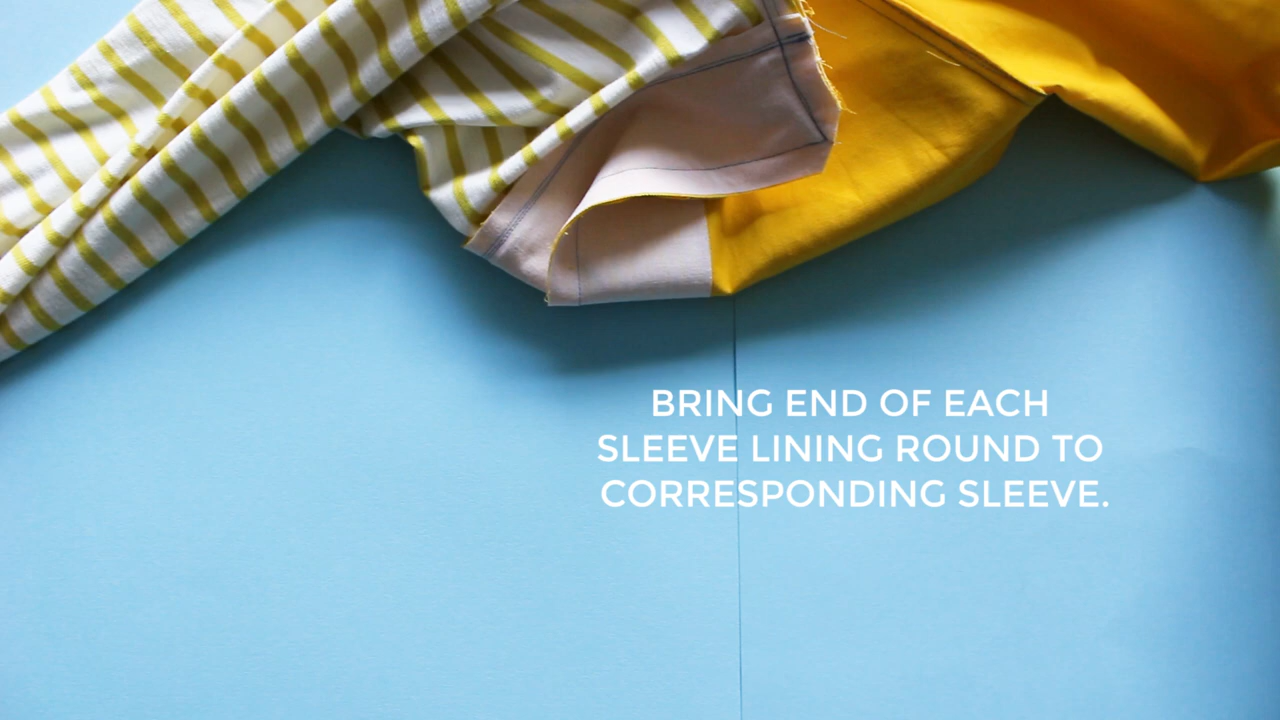 BRING END OF EACH
SLEEVE LINING ROUND TO
CORRESPONDING SLEEVE.